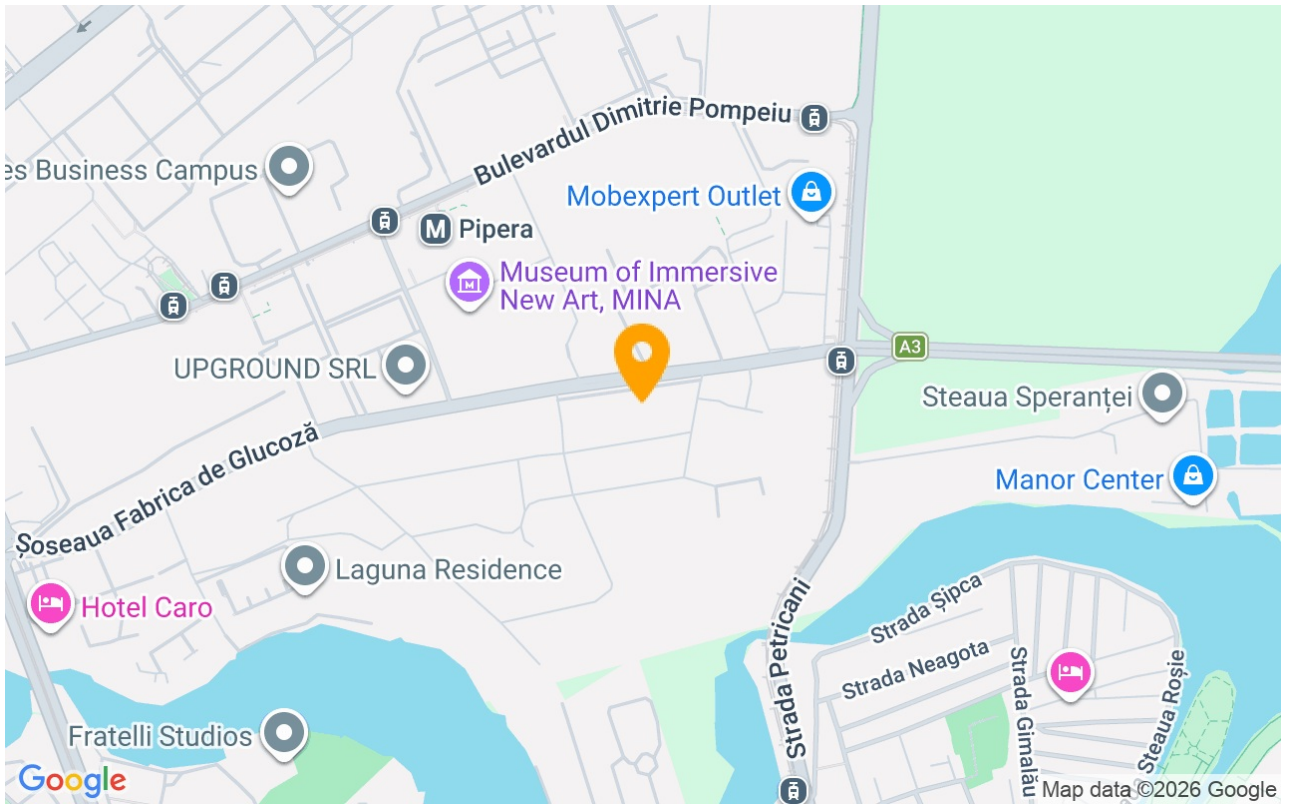 Bulevardul Dimitrie Pompeiu
es Business Campus
Mobexpert Outlet
M Pipera
Museum of Immersive
New Art, MINA
A3
UPGROUND SRL
Steaua Speranței
Șoseaua Fabrica de Glucoză
Manor Center
Laguna Residence
Hotel Caro
Strada Șipca
Strada Petricani
Strada Neagota
Strada Gimalău
Steaua Roșie
Fratelli Studios
Google
Map data ©2026 Google